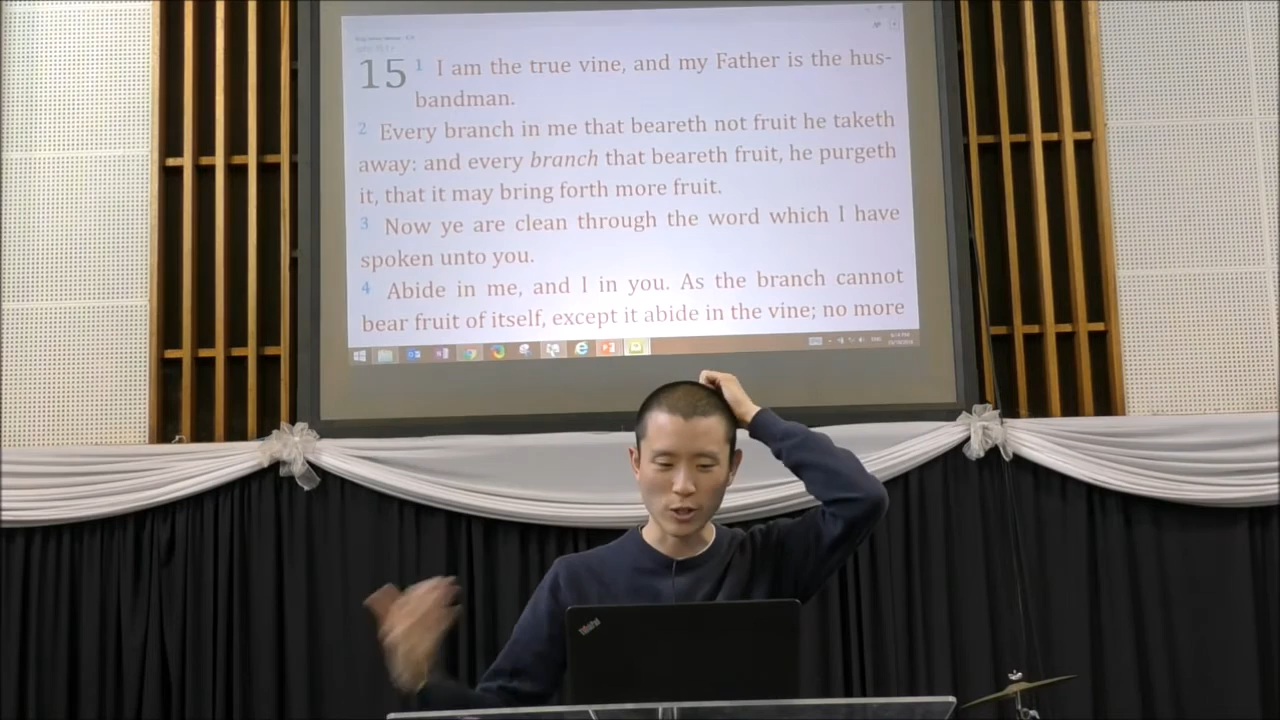 15 1 I am the true vine, and my Father is the hus-
bandman.
2 Every branch in me that beareth not fruit he taketh
away: and every branch that beareth fruit, he purgeth
it, that it may bring forth more fruit.
3 Now ye are clean through the word which I have
spoken unto you.
4 Abide in me, and I in you. As the branch cannot
bear fruit of itself, except it abide in the vine; no more
ThinkPad